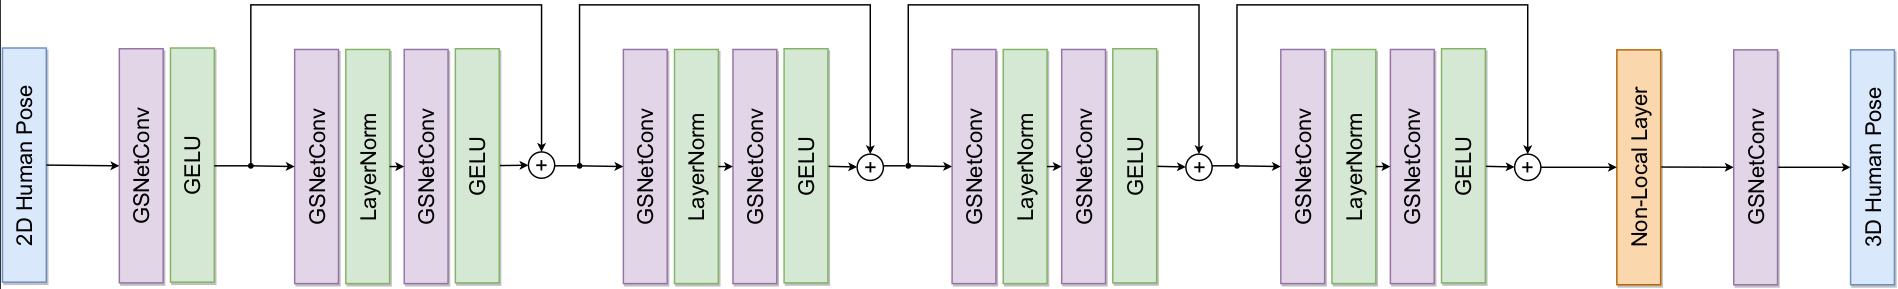 2D Human Pose
GSNetConv
GELU
GSNetConv
LayerNorm
GSNetConv
GELU
+
GSNetConv
LayerNorm
GSNetConv
GELU
+
GSNetConv
LayerNorm
GSNetConv
GELU
+
GSNetConv
LayerNorm
GSNetConv
GELU
+
Non-Local Layer
GSNetConv
3D Human Pose